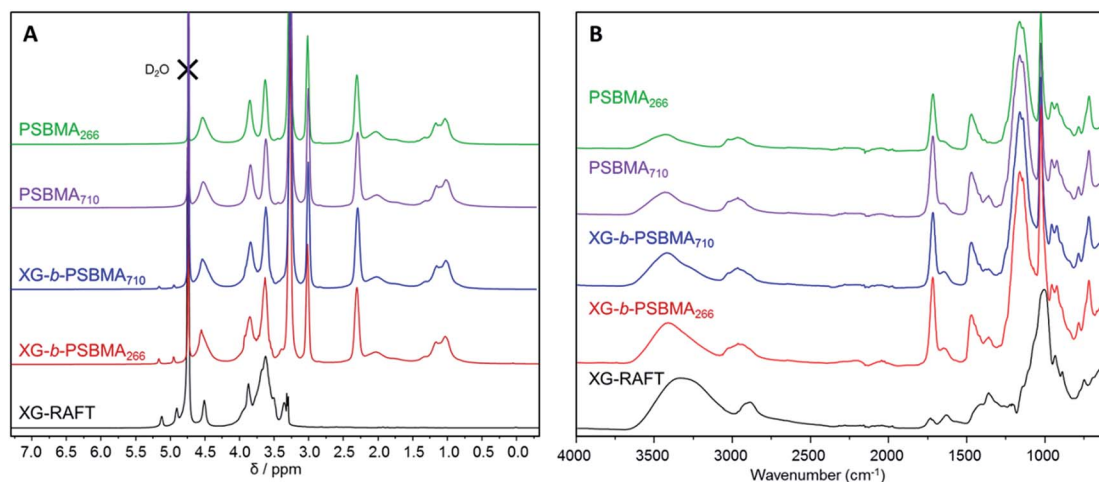 A
D₂O
PSBMA₂₆₆
PSBMA₇₁₀
XG-b-PSBMA₇₁₀
XG-b-PSBMA₂₆₆
XG-RAFT
7.0 6.5 6.0 5.5 5.0 4.5 4.0 3.5 3.0 2.5 2.0 1.5 1.0 0.5 0.0
δ / ppm
B
PSBMA₂₆₆
PSBMA₇₁₀
XG-b-PSBMA₇₁₀
XG-b-PSBMA₂₆₆
XG-RAFT
4000 3500 3000 2500 2000 1500 1000
Wavenumber (cm⁻¹)